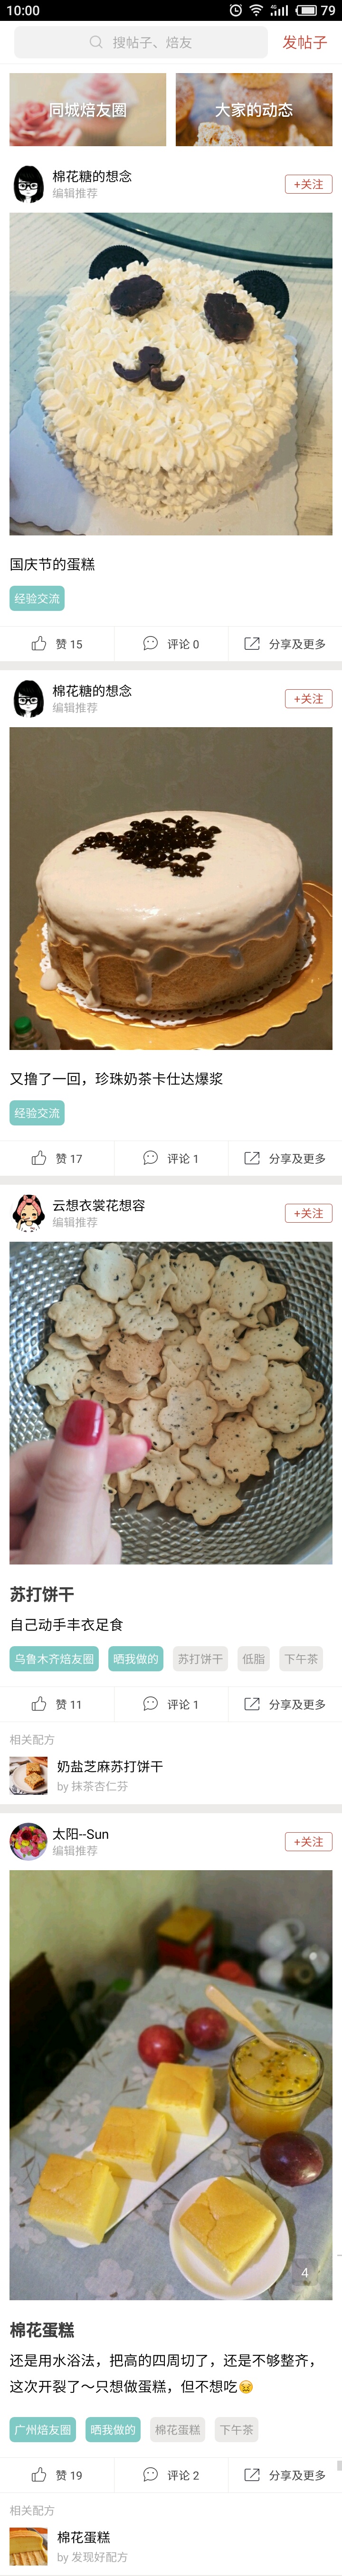 10:00
4G
79
搜帖子、焙友
发帖子
同城焙友圈
大家的动态
棉花糖的想念
编辑推荐
+关注
国庆节的蛋糕
经验交流
赞 15
评论 0
分享及更多
棉花糖的想念
编辑推荐
+关注
又撸了一回，珍珠奶茶卡仕达爆浆
经验交流
赞 17
评论 1
分享及更多
云想衣裳花想容
编辑推荐
+关注
苏打饼干
自己动手丰衣足食
乌鲁木齐焙友圈
晒我做的
苏打饼干
低脂
下午茶
赞 11
评论 1
分享及更多
相关配方
奶盐芝麻苏打饼干
by 抹茶杏仁芬
太阳--Sun
编辑推荐
+关注
4
棉花蛋糕
还是用水浴法，把高的四周切了，还是不够整齐，
这次开裂了～只想做蛋糕，但不想吃😣
广州焙友圈
晒我做的
棉花蛋糕
下午茶
赞 19
评论 2
分享及更多
相关配方
棉花蛋糕
by 发现好配方